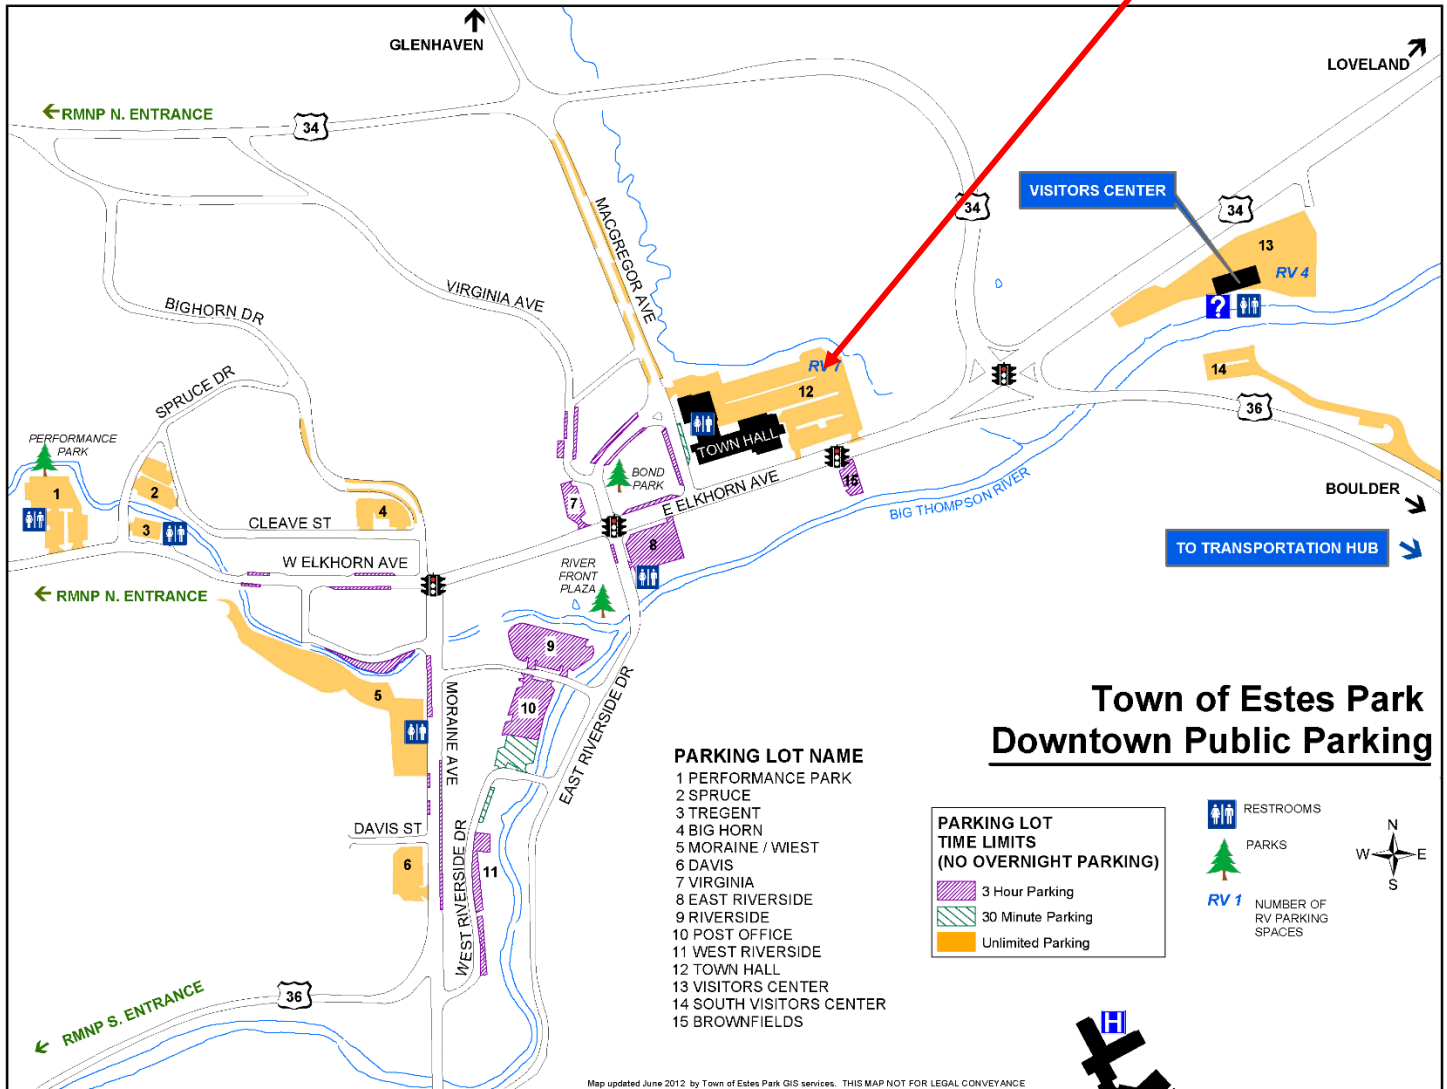 GLENHAVEN
LOVELAND
RMNP N. ENTRANCE
34
VISITORS CENTER
34
34
13
RV 4
?
MACGREGOR AVE
VIRGINIA AVE
BIGHORN DR
SPRUCE DR
RV 7
12
TOWN HALL
14
36
PERFORMANCE
PARK
1
2
3
4
CLEAVE ST
7
BOND
PARK
E ELKHORN AVE
15
BIG THOMPSON RIVER
BOULDER
TO TRANSPORTATION HUB
W ELKHORN AVE
8
RIVER
FRONT
PLAZA
RMNP N. ENTRANCE
9
5
10
MORAINE AVE
EAST RIVERSIDE DR
Town of Estes Park
Downtown Public Parking
DAVIS ST
6
11
WEST RIVERSIDE DR
PARKING LOT NAME
1 PERFORMANCE PARK
2 SPRUCE
3 TREGENT
4 BIG HORN
5 MORAINE / WIEST
6 DAVIS
7 VIRGINIA
8 EAST RIVERSIDE
9 RIVERSIDE
10 POST OFFICE
11 WEST RIVERSIDE
12 TOWN HALL
13 VISITORS CENTER
14 SOUTH VISITORS CENTER
15 BROWNFIELDS
PARKING LOT
TIME LIMITS
(NO OVERNIGHT PARKING)
3 Hour Parking
30 Minute Parking
Unlimited Parking
RESTROOMS
PARKS
RV 1 NUMBER OF
RV PARKING
SPACES
N
W E
S
36
RMNP S. ENTRANCE
H
Map updated June 2012 by Town of Estes Park GIS services. THIS MAP NOT FOR LEGAL CONVEYANCE